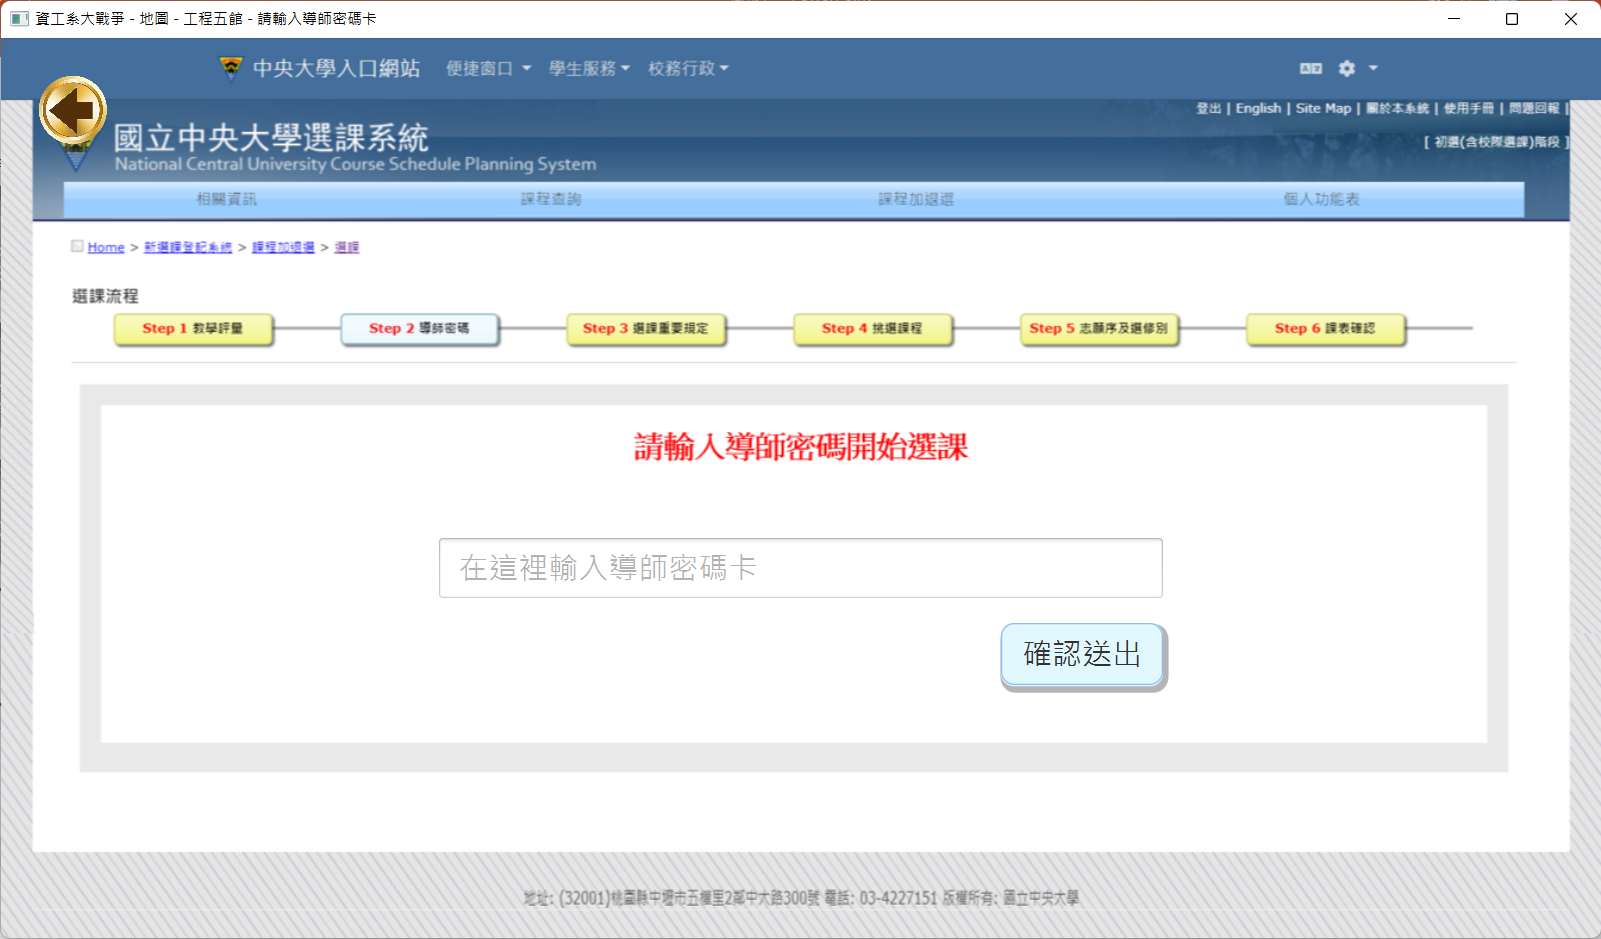 資工系大戰爭 - 地圖 - 工程五館 - 請輸入導師密碼卡
中央大學入口網站 便捷窗口 學生服務 校務行政
登出 | English | Site Map | 關於本系統 | 使用手冊 | 問題回報 |
國立中央大學選課系統
[ 初選(含校際選課)階段 ]
National Central University Course Schedule Planning System
相關資訊 課程查詢 課程加退選 個人功能表
Home > 新選課登記系統 > 課程加退選 > 選課
選課流程
Step 1 教學評量 Step 2 導師密碼 Step 3 選課重要規定 Step 4 挑選課程 Step 5 志願序及選修別 Step 6 課表確認
請輸入導師密碼開始選課
在這裡輸入導師密碼卡
確認送出
地址: (32001)桃園縣中壢市五權里2鄰中大路300號 電話: 03-4227151 版權所有: 國立中央大學